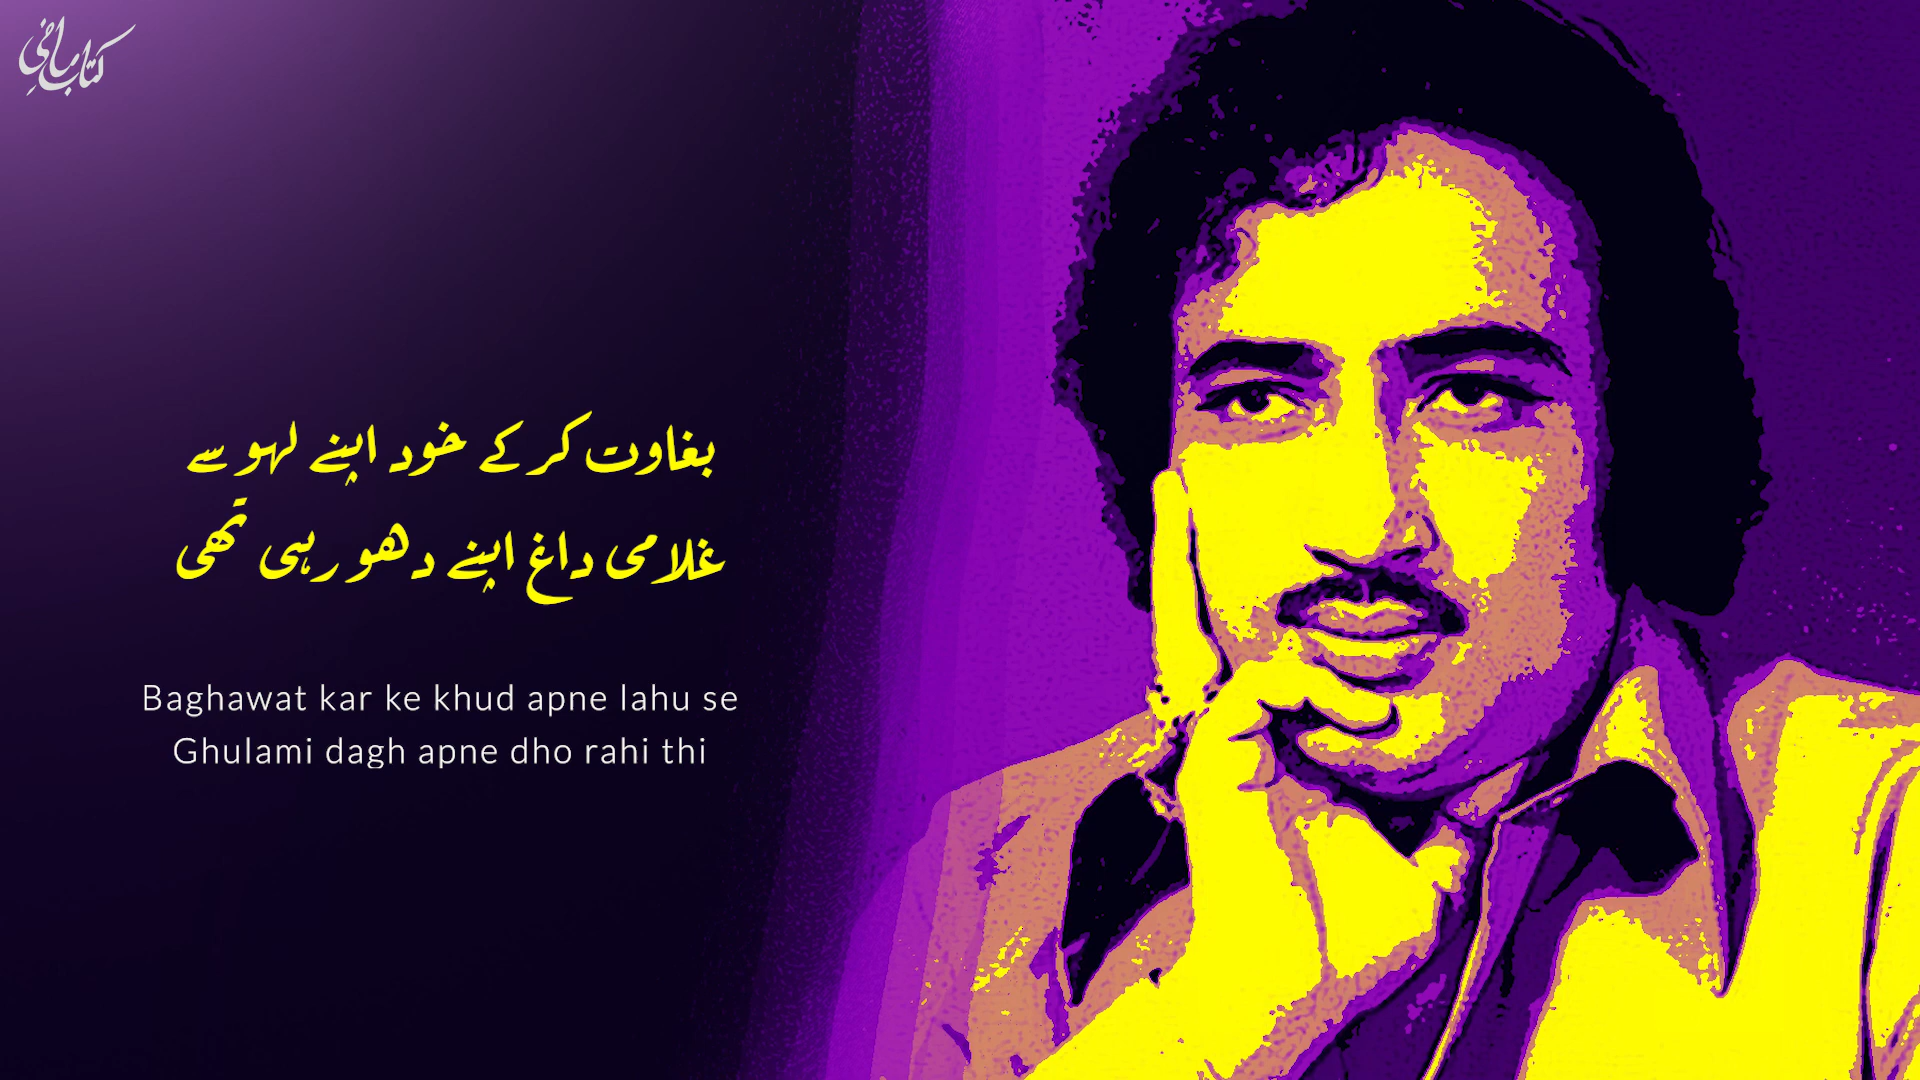 کتاب ماضی
بغاوت کر کے خود اپنے لہو سے
غلامی داغ اپنے دھو رہی تھی
Baghawat kar ke khud apne lahu se
Ghulami dagh apne dho rahi thi